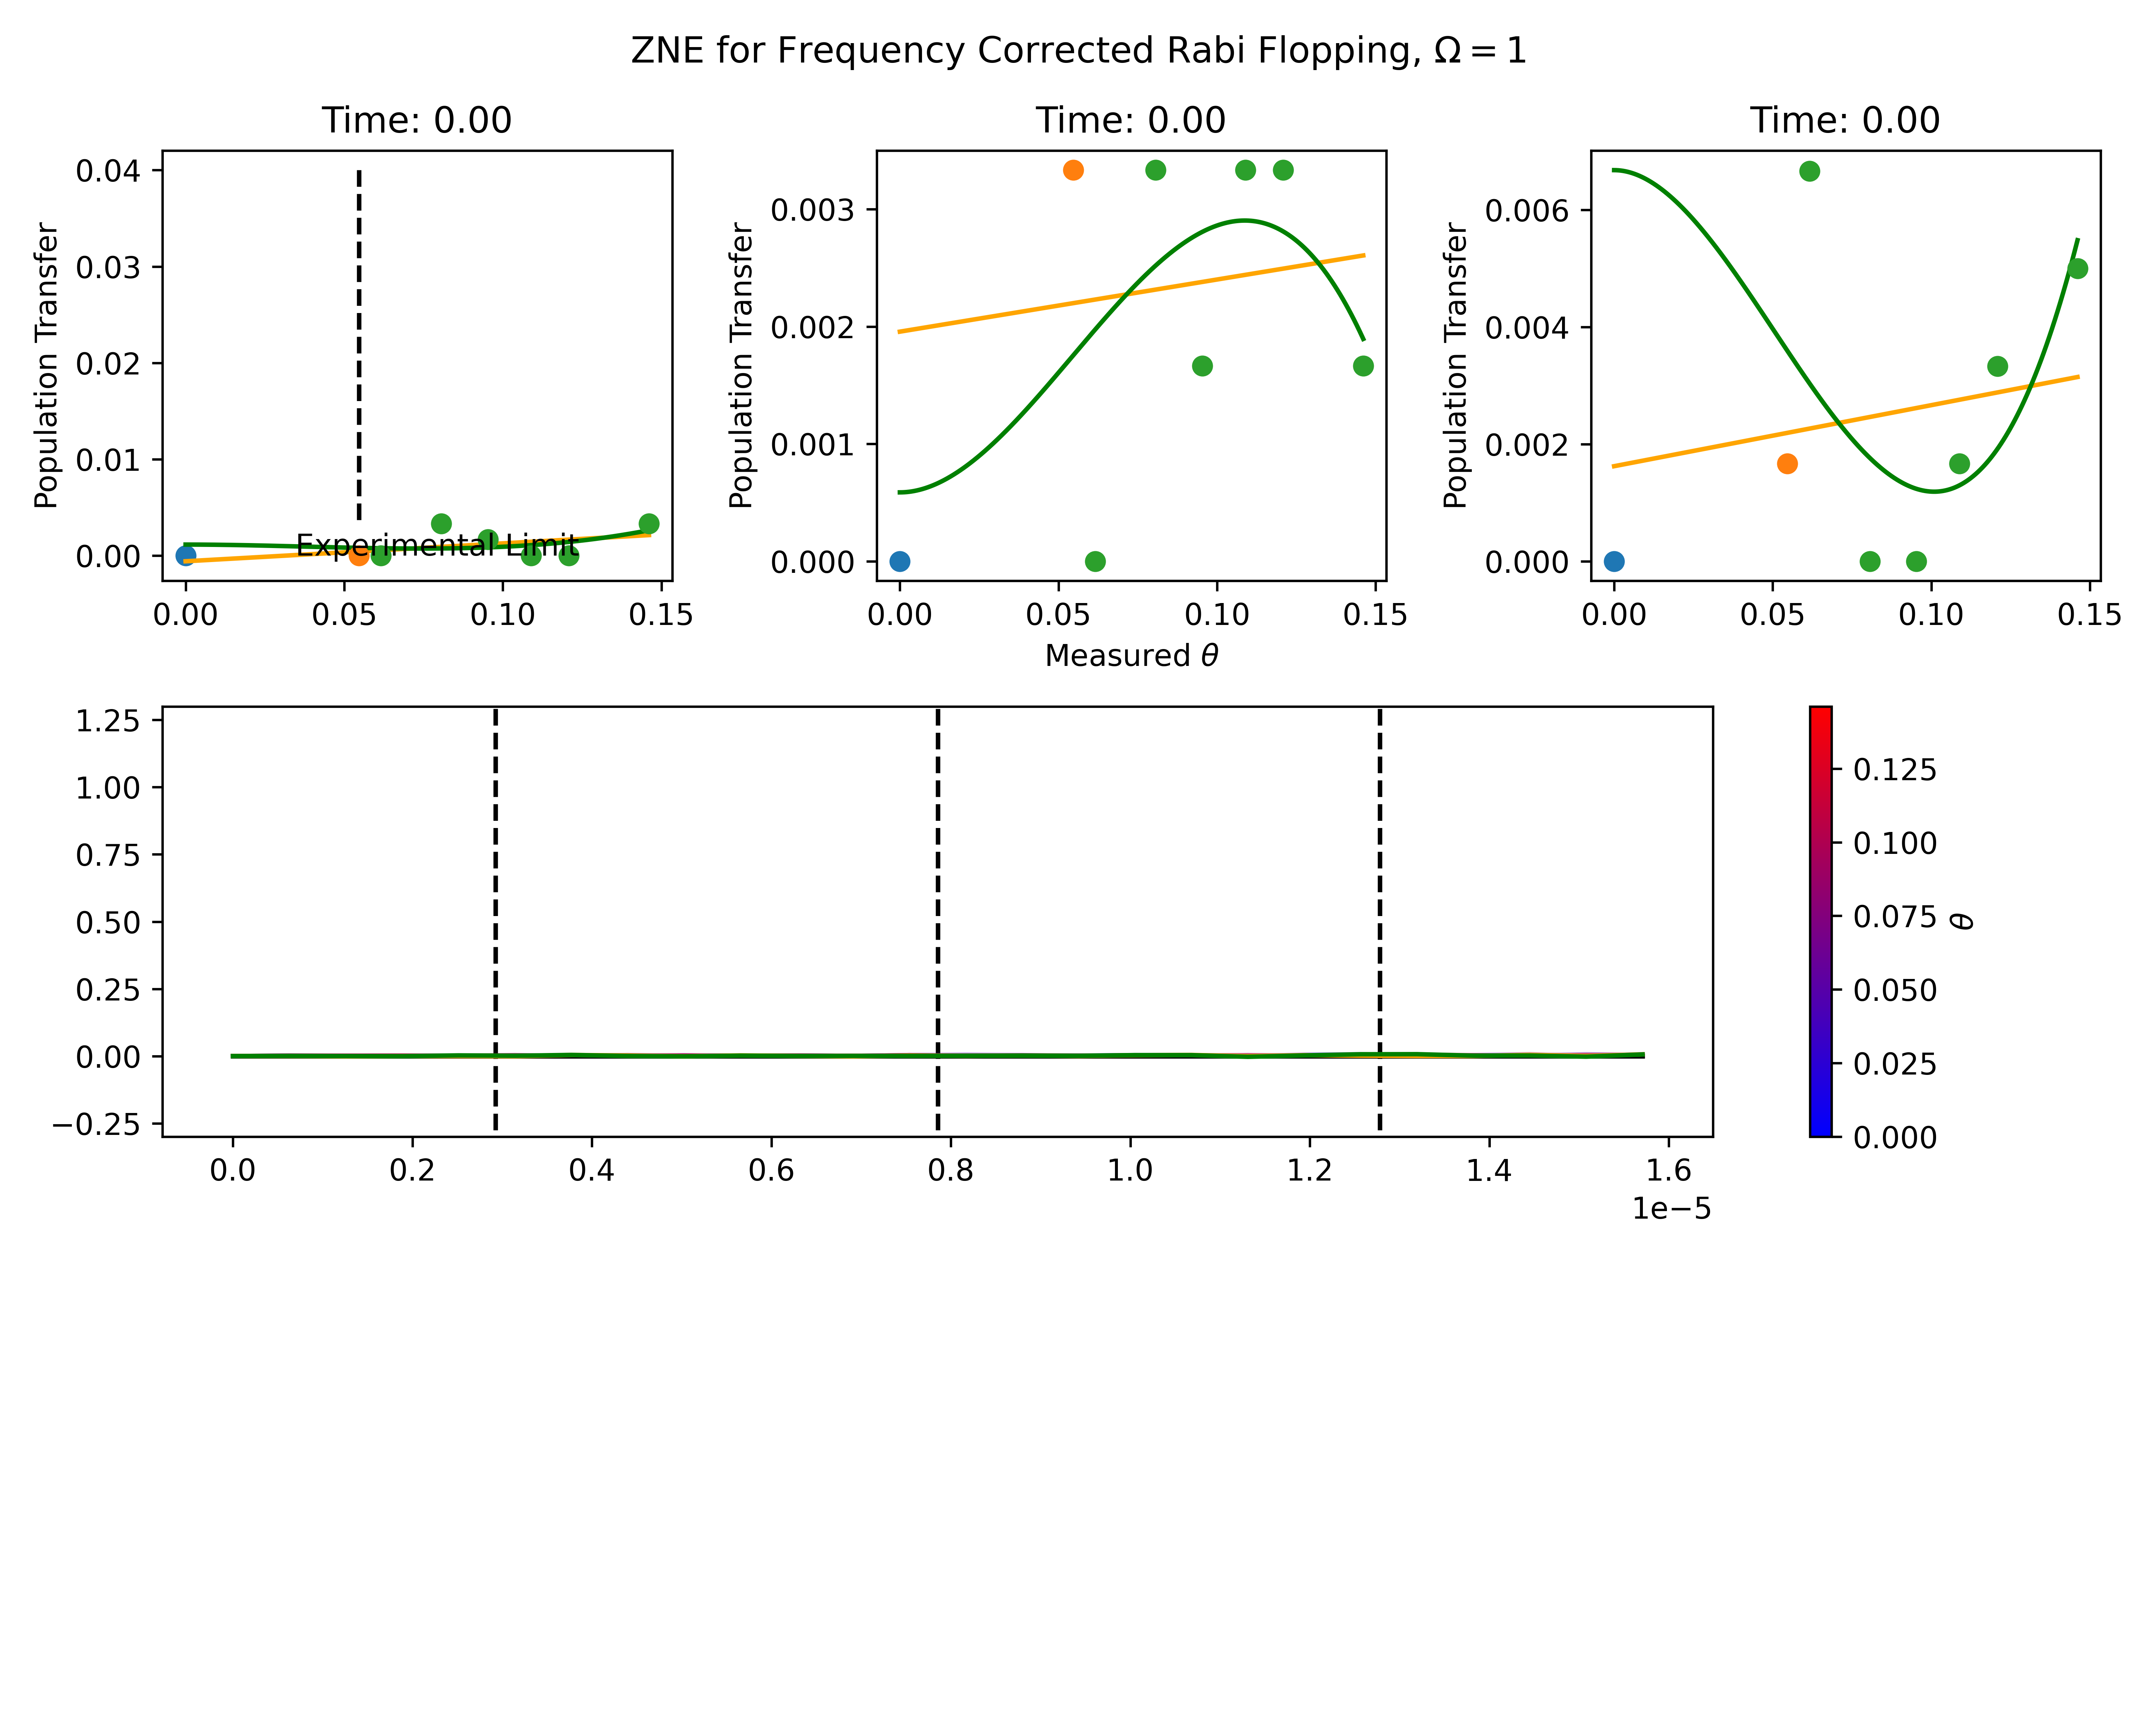 ZNE for Frequency Corrected Rabi Flopping, Ω = 1
Time: 0.00
Time: 0.00
Time: 0.00
Population Transfer
0.04
0.03
0.02
0.01
0.00
Experimental Limit
0.00 0.05 0.10 0.15
Population Transfer
0.003
0.002
0.001
0.000
0.00 0.05 0.10 0.15
Measured θ
Population Transfer
0.006
0.004
0.002
0.000
0.00 0.05 0.10 0.15
1.25
1.00
0.75
0.50
0.25
0.00
−0.25
0.0 0.2 0.4 0.6 0.8 1.0 1.2 1.4 1.6
1e−5
0.125
0.100
0.075
0.050
0.025
0.000
θ